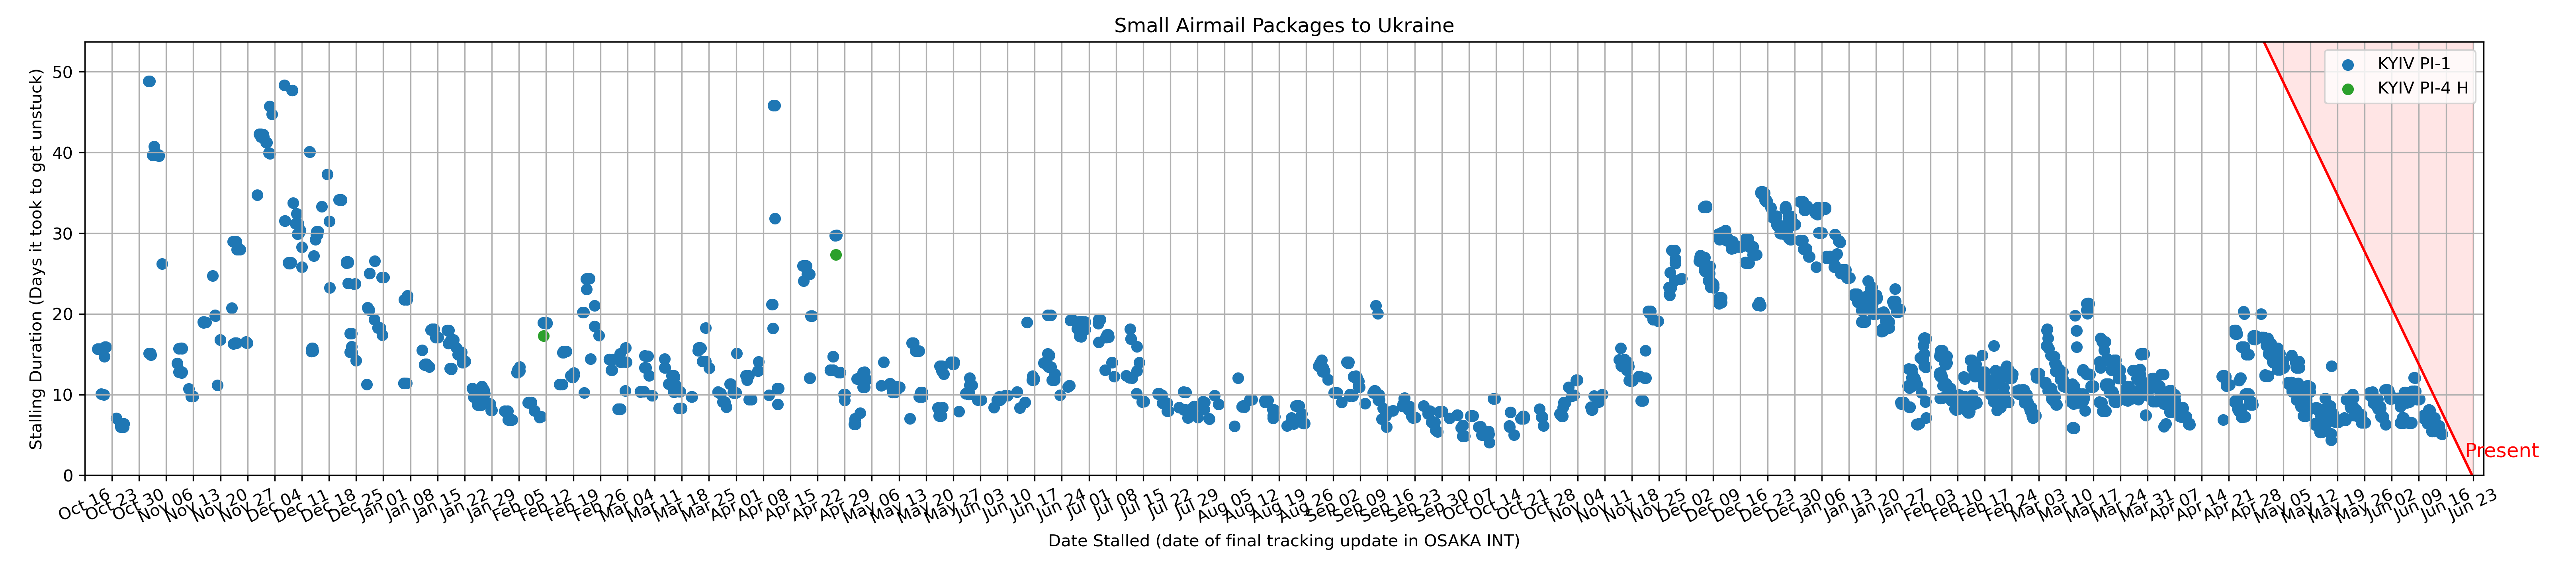 Small Airmail Packages to Ukraine
KYIV PI-1
KYIV PI-4 H
Stalling Duration (Days it took to get unstuck)
50
40
30
20
10
0
Present
Oct 16
Oct 23
Oct 30
Nov 06
Nov 13
Nov 20
Nov 27
Dec 04
Dec 11
Dec 18
Dec 25
Jan 01
Jan 08
Jan 15
Jan 22
Jan 29
Feb 05
Feb 12
Feb 19
Feb 26
Mar 04
Mar 11
Mar 18
Mar 25
Apr 01
Apr 08
Apr 15
Apr 22
Apr 29
May 06
May 13
May 20
May 27
Jun 03
Jun 10
Jun 17
Jun 24
Jul 01
Jul 08
Jul 15
Jul 22
Jul 29
Aug 05
Aug 12
Aug 19
Aug 26
Sep 02
Sep 09
Sep 16
Sep 23
Sep 30
Oct 07
Oct 14
Oct 21
Oct 28
Nov 04
Nov 11
Nov 18
Nov 25
Dec 02
Dec 09
Dec 16
Dec 23
Dec 30
Jan 06
Jan 13
Jan 20
Jan 27
Feb 03
Feb 10
Feb 17
Feb 24
Mar 03
Mar 10
Mar 17
Mar 24
Mar 31
Apr 07
Apr 14
Apr 21
Apr 28
May 05
May 12
May 19
May 26
Jun 02
Jun 09
Jun 16
Jun 23
Date Stalled (date of final tracking update in OSAKA INT)